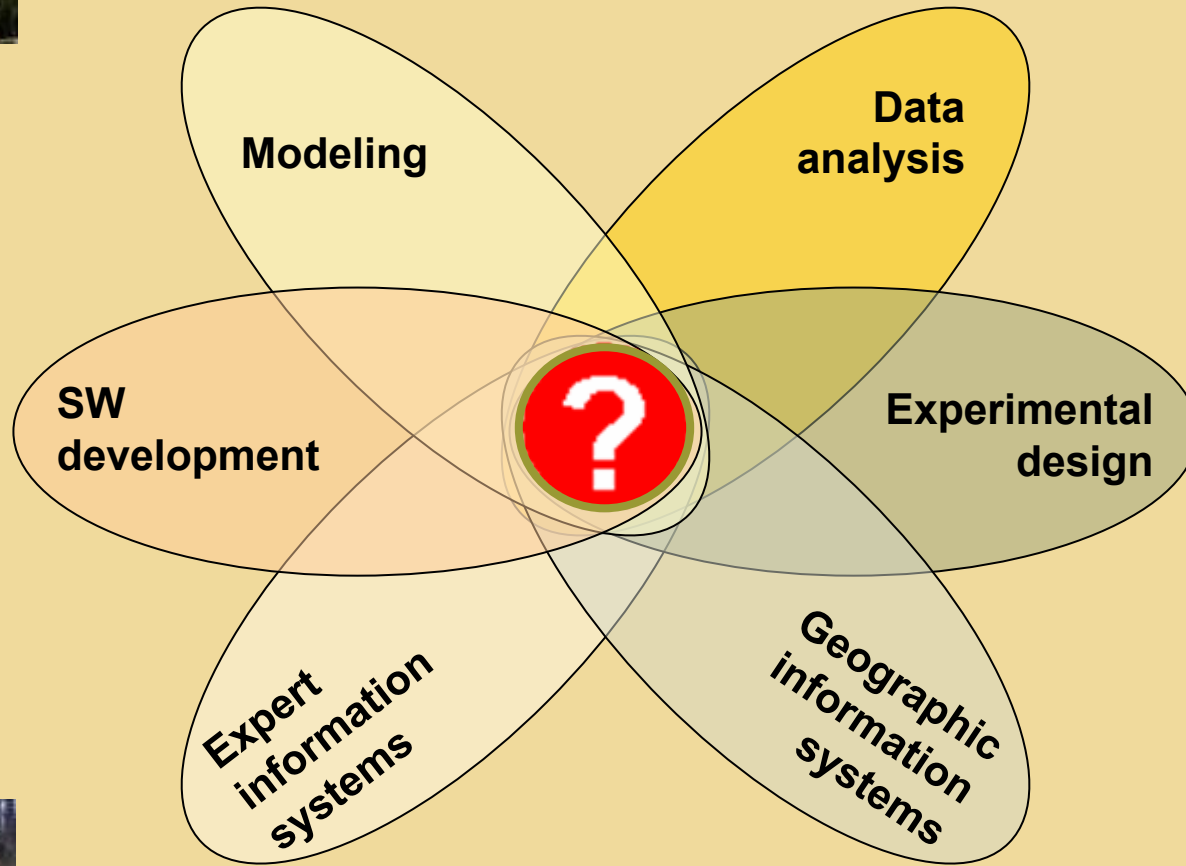 Modeling
Data
analysis
SW
development
?
Experimental
design
Expert
information
systems
Geographic
information
systems